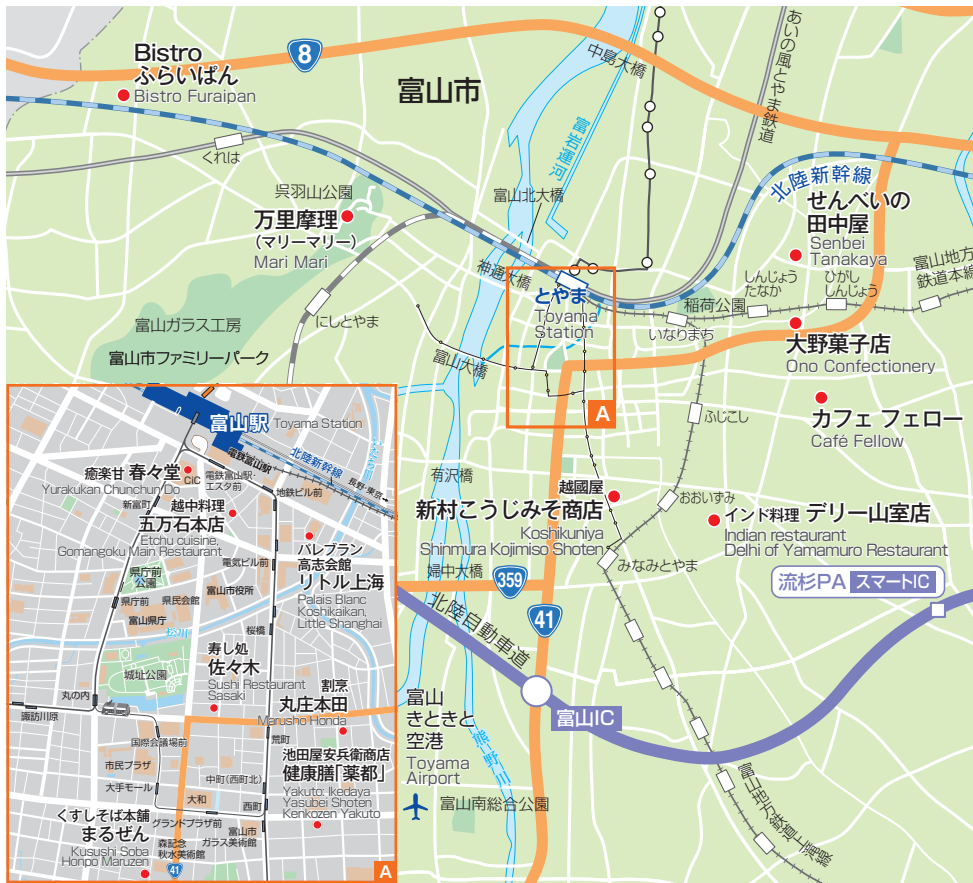 Bistro
ふらいぱん
Bistro Furaipan
8
富山市
中島大橋
あいの風とやま鉄道
富岩運河
くれは
呉羽山公園
万里摩理
(マリーマリー)
Mari Mari
富山北大橋
神通大橋
北陸新幹線
せんべいの
田中屋
Senbei
Tanakaya
しんじょう
たなか
ひがし
しんじょう
富山地方
鉄道本線
とやま
Toyama
Station
稲荷公園
いなりまち
にしとやま
富山ガラス工房
富山市ファミリーパーク
富山大橋
大野菓子店
Ono Confectionery
A
ふじこし
カフェ フェロー
Café Fellow
有沢橋
越國屋
新村こうじみそ商店
Koshikuniya
Shinmura Kojimiso Shoten
おおいずみ
インド料理 デリー山室店
Indian restaurant
Delhi of Yamamuro Restaurant
みなみとやま
婦中大橋
359
41
流杉PA スマートIC
北陸自動車道
富山IC
富山
きときと
空港
Toyama
Airport
熊野川
富山南総合公園
富山地方鉄道上滝線
富山駅 Toyama Station
北陸新幹線
電鉄富山駅
長野・東京
癒楽甘 春々堂
Yurakukan Chunchun Do
CiC
電鉄富山駅・
エスタ前
地鉄ビル前
新富町
越中料理
五万石本店
Etchu cuisine,
Gomangoku Main Restaurant
パレブラン
高志会館
リトル上海
Palais Blanc
Koshikaikan,
Little Shanghai
電気ビル前
県庁前
公園
県庁前
県民会館
富山市役所
富山県庁
松川
桜橋
城址公園
寿し処
佐々木
Sushi Restaurant
Sasaki
割烹
丸庄本田
Marusho Honda
丸の内
諏訪川原
荒町
国際会議場前
池田屋安兵衛商店
健康膳「薬都」
Yakuto: Ikedaya
Yasubei Shoten
Kenkozen Yakuto
市民プラザ
大手モール
中町(西町北)
大和
西町
グランドプラザ前
くすしそば本舗
まるぜん
Kusushi Soba
Honpo Maruzen
森記念
秋水美術館
富山市
ガラス美術館
41
A